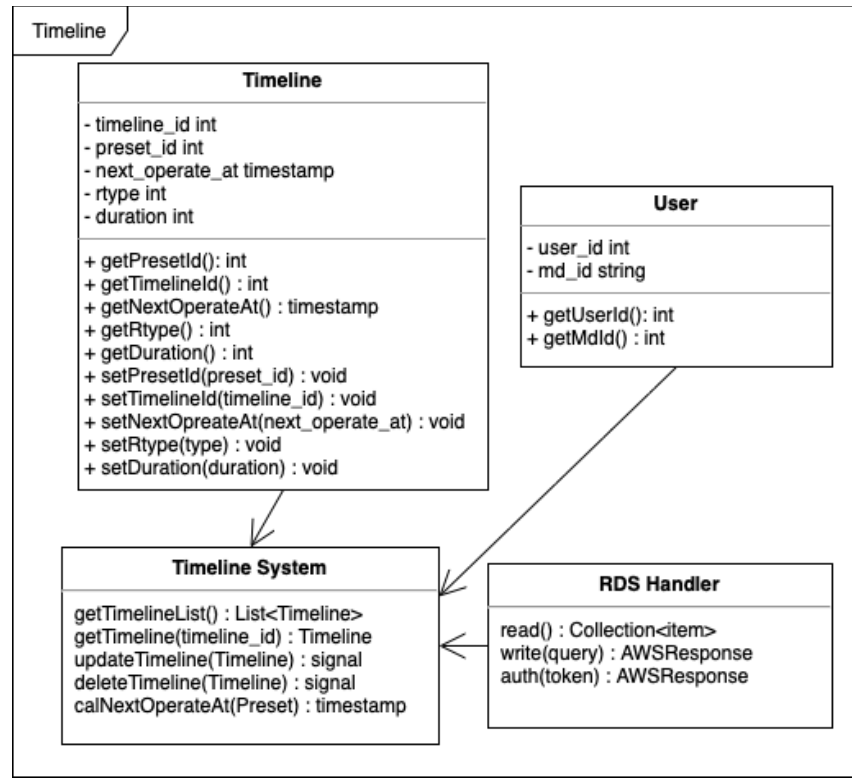 Timeline
Timeline
- timeline_id int
- preset_id int
- next_operate_at timestamp
- rtype int
- duration int
+ getPresetId(): int
+ getTimelineId() : int
+ getNextOperateAt() : timestamp
+ getRtype() : int
+ getDuration() : int
+ setPresetId(preset_id) : void
+ setTimelineId(timeline_id) : void
+ setNextOpreateAt(next_operate_at) : void
+ setRtype(type) : void
+ setDuration(duration) : void
User
- user_id int
- md_id string
+ getUserId(): int
+ getMdId() : int
Timeline System
getTimelineList() : List<Timeline>
getTimeline(timeline_id) : Timeline
updateTimeline(Timeline) : signal
deleteTimeline(Timeline) : signal
calNextOperateAt(Preset) : timestamp
RDS Handler
read() : Collection<item>
write(query) : AWSResponse
auth(token) : AWSResponse